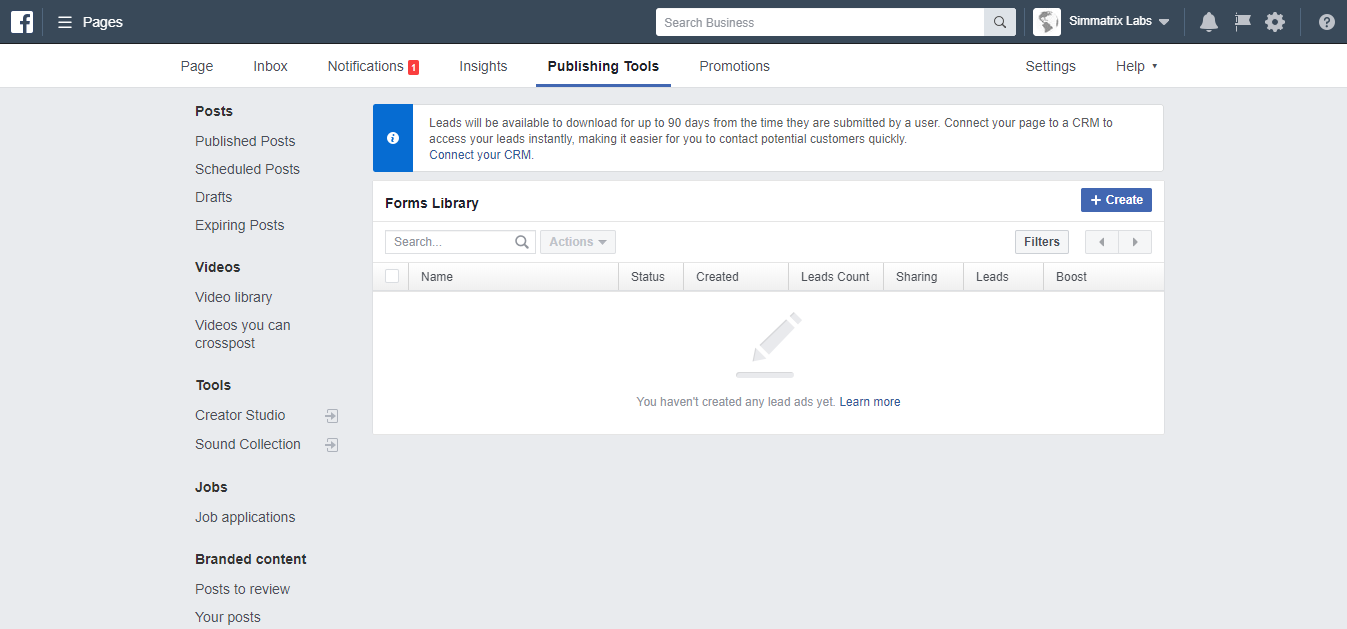 Pages
Search Business
Simmatrix Labs
Page
Inbox
Notifications 1
Insights
Publishing Tools
Promotions
Settings
Help
Posts
Published Posts
Scheduled Posts
Drafts
Expiring Posts
Videos
Video library
Videos you can
crosspost
Tools
Creator Studio
Sound Collection
Jobs
Job applications
Branded content
Posts to review
Your posts
Leads will be available to download for up to 90 days from the time they are submitted by a user. Connect your page to a CRM to
access your leads instantly, making it easier for you to contact potential customers quickly.
Connect your CRM.
Forms Library
+ Create
Search...
Actions
Filters
Name
Status
Created
Leads Count
Sharing
Leads
Boost
You haven't created any lead ads yet. Learn more